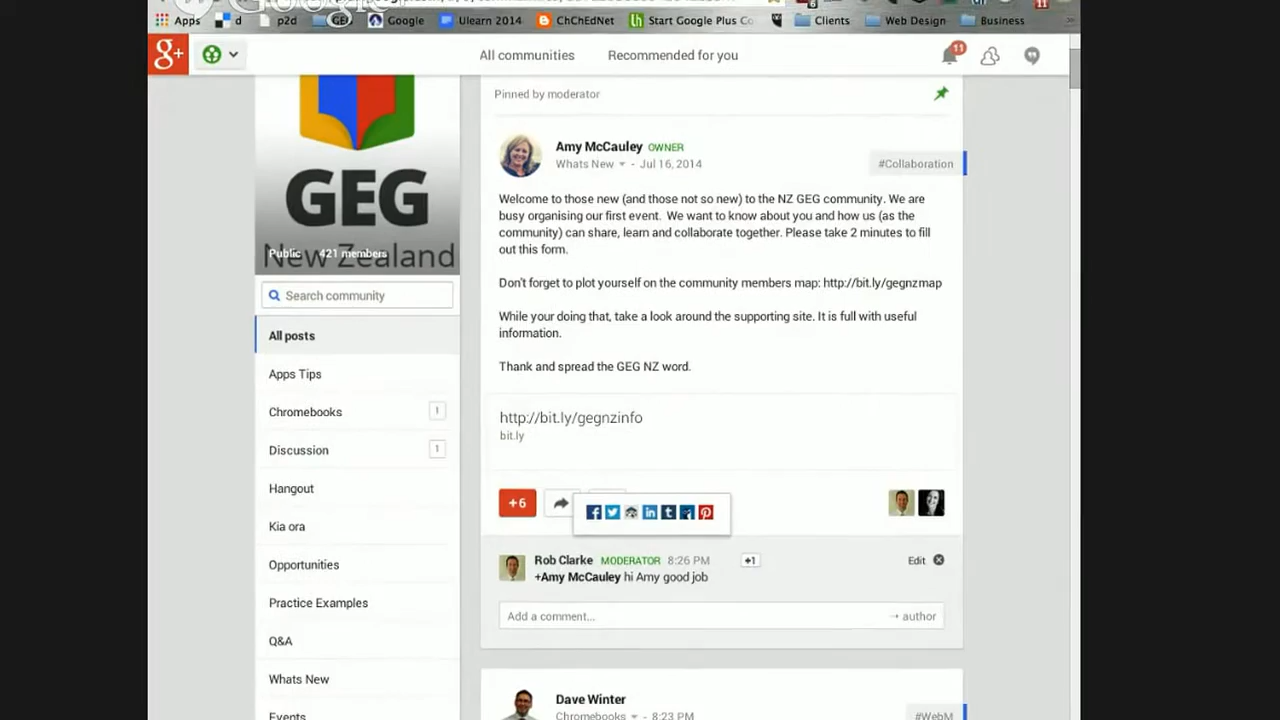 Apps
d
p2d
GEG
Google
Ulearn 2014
ChChEdNet
Start Google Plus Co
Clients
Web Design
Business
»
g+
All communities
Recommended for you
11
GEG
New Zealand
Public
421 members
Search community
All posts
Apps Tips
Chromebooks
1
Discussion
1
Hangout
Kia ora
Opportunities
Practice Examples
Q&A
Whats New
Events
Pinned by moderator
Amy McCauley OWNER
Whats New - Jul 16, 2014
#Collaboration
Welcome to those new (and those not so new) to the NZ GEG community. We are
busy organising our first event. We want to know about you and how us (as the
community) can share, learn and collaborate together. Please take 2 minutes to fill
out this form.
Don't forget to plot yourself on the community members map: http://bit.ly/gegnzmap
While your doing that, take a look around the supporting site. It is full with useful
information.
Thank and spread the GEG NZ word.
http://bit.ly/gegnzinfo
bit.ly
+6
Rob Clarke MODERATOR 8:26 PM +1 Edit
+Amy McCauley hi Amy good job
Add a comment... → author
Dave Winter
Chromebooks - 8:23 PM
#WebM